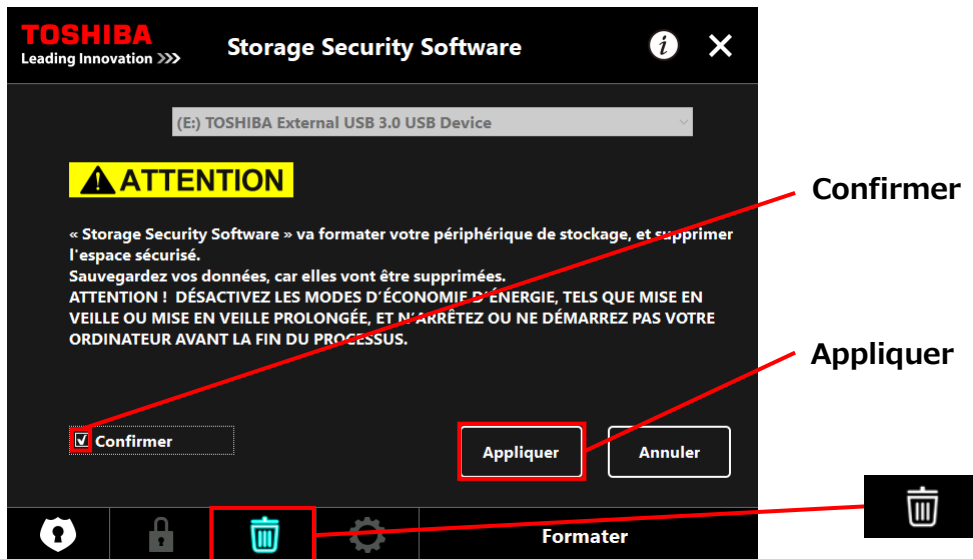 TOSHIBA
Leading Innovation >>>
Storage Security Software
(E:) TOSHIBA External USB 3.0 USB Device
ATTENTION
Confirmer
« Storage Security Software » va formater votre périphérique de stockage, et supprimer
l'espace sécurisé.
Sauvegardez vos données, car elles vont être supprimées.
ATTENTION ! DÉSACTIVEZ LES MODES D'ÉCONOMIE D'ÉNERGIE, TELS QUE MISE EN
VEILLE OU MISE EN VEILLE PROLONGÉE, ET N'ARRÊTEZ OU NE DÉMARREZ PAS VOTRE
ORDINATEUR AVANT LA FIN DU PROCESSUS.
Appliquer
Confirmer
Appliquer
Annuler
Formater